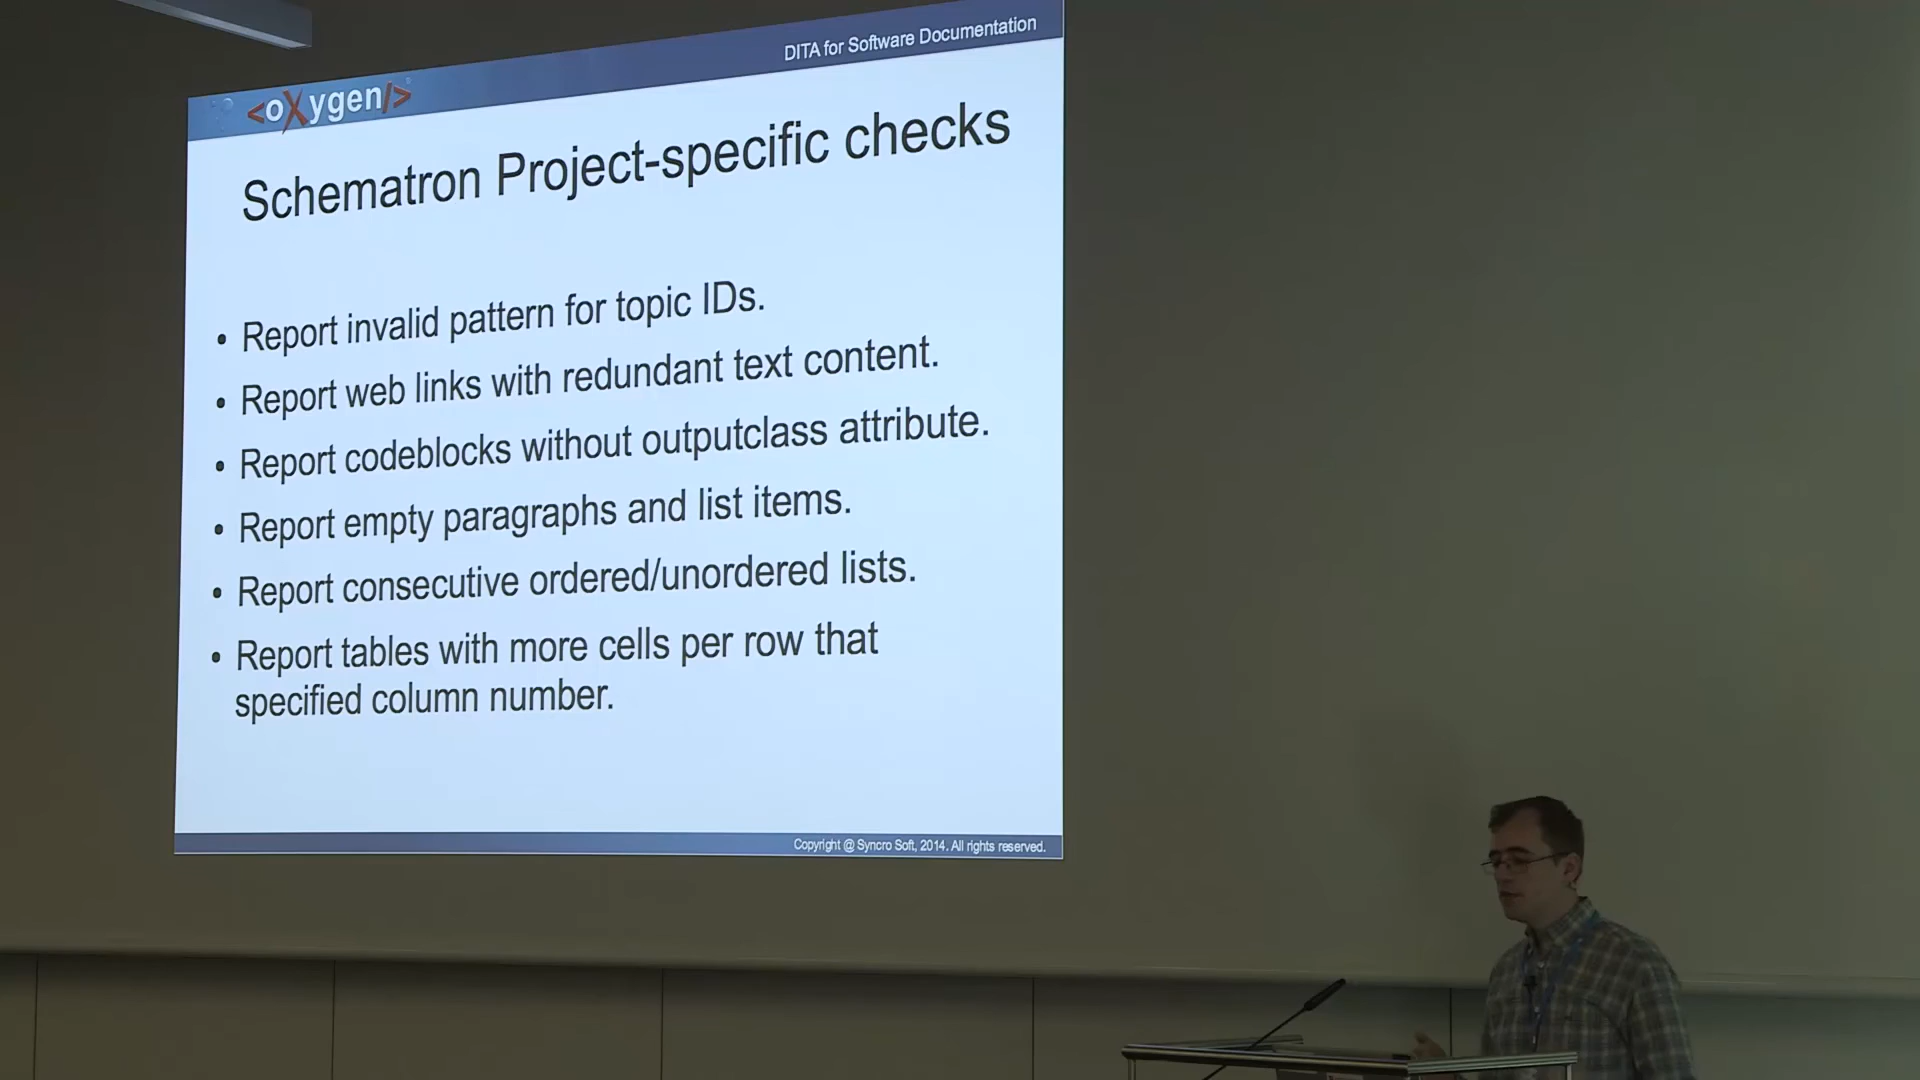 DITA for Software Documentation
<oXygen/>
Schematron Project-specific checks
• Report invalid pattern for topic IDs.
• Report web links with redundant text content.
• Report codeblocks without outputclass attribute.
• Report empty paragraphs and list items.
• Report consecutive ordered/unordered lists.
• Report tables with more cells per row that
specified column number.
Copyright @ Syncro Soft, 2014. All rights reserved.